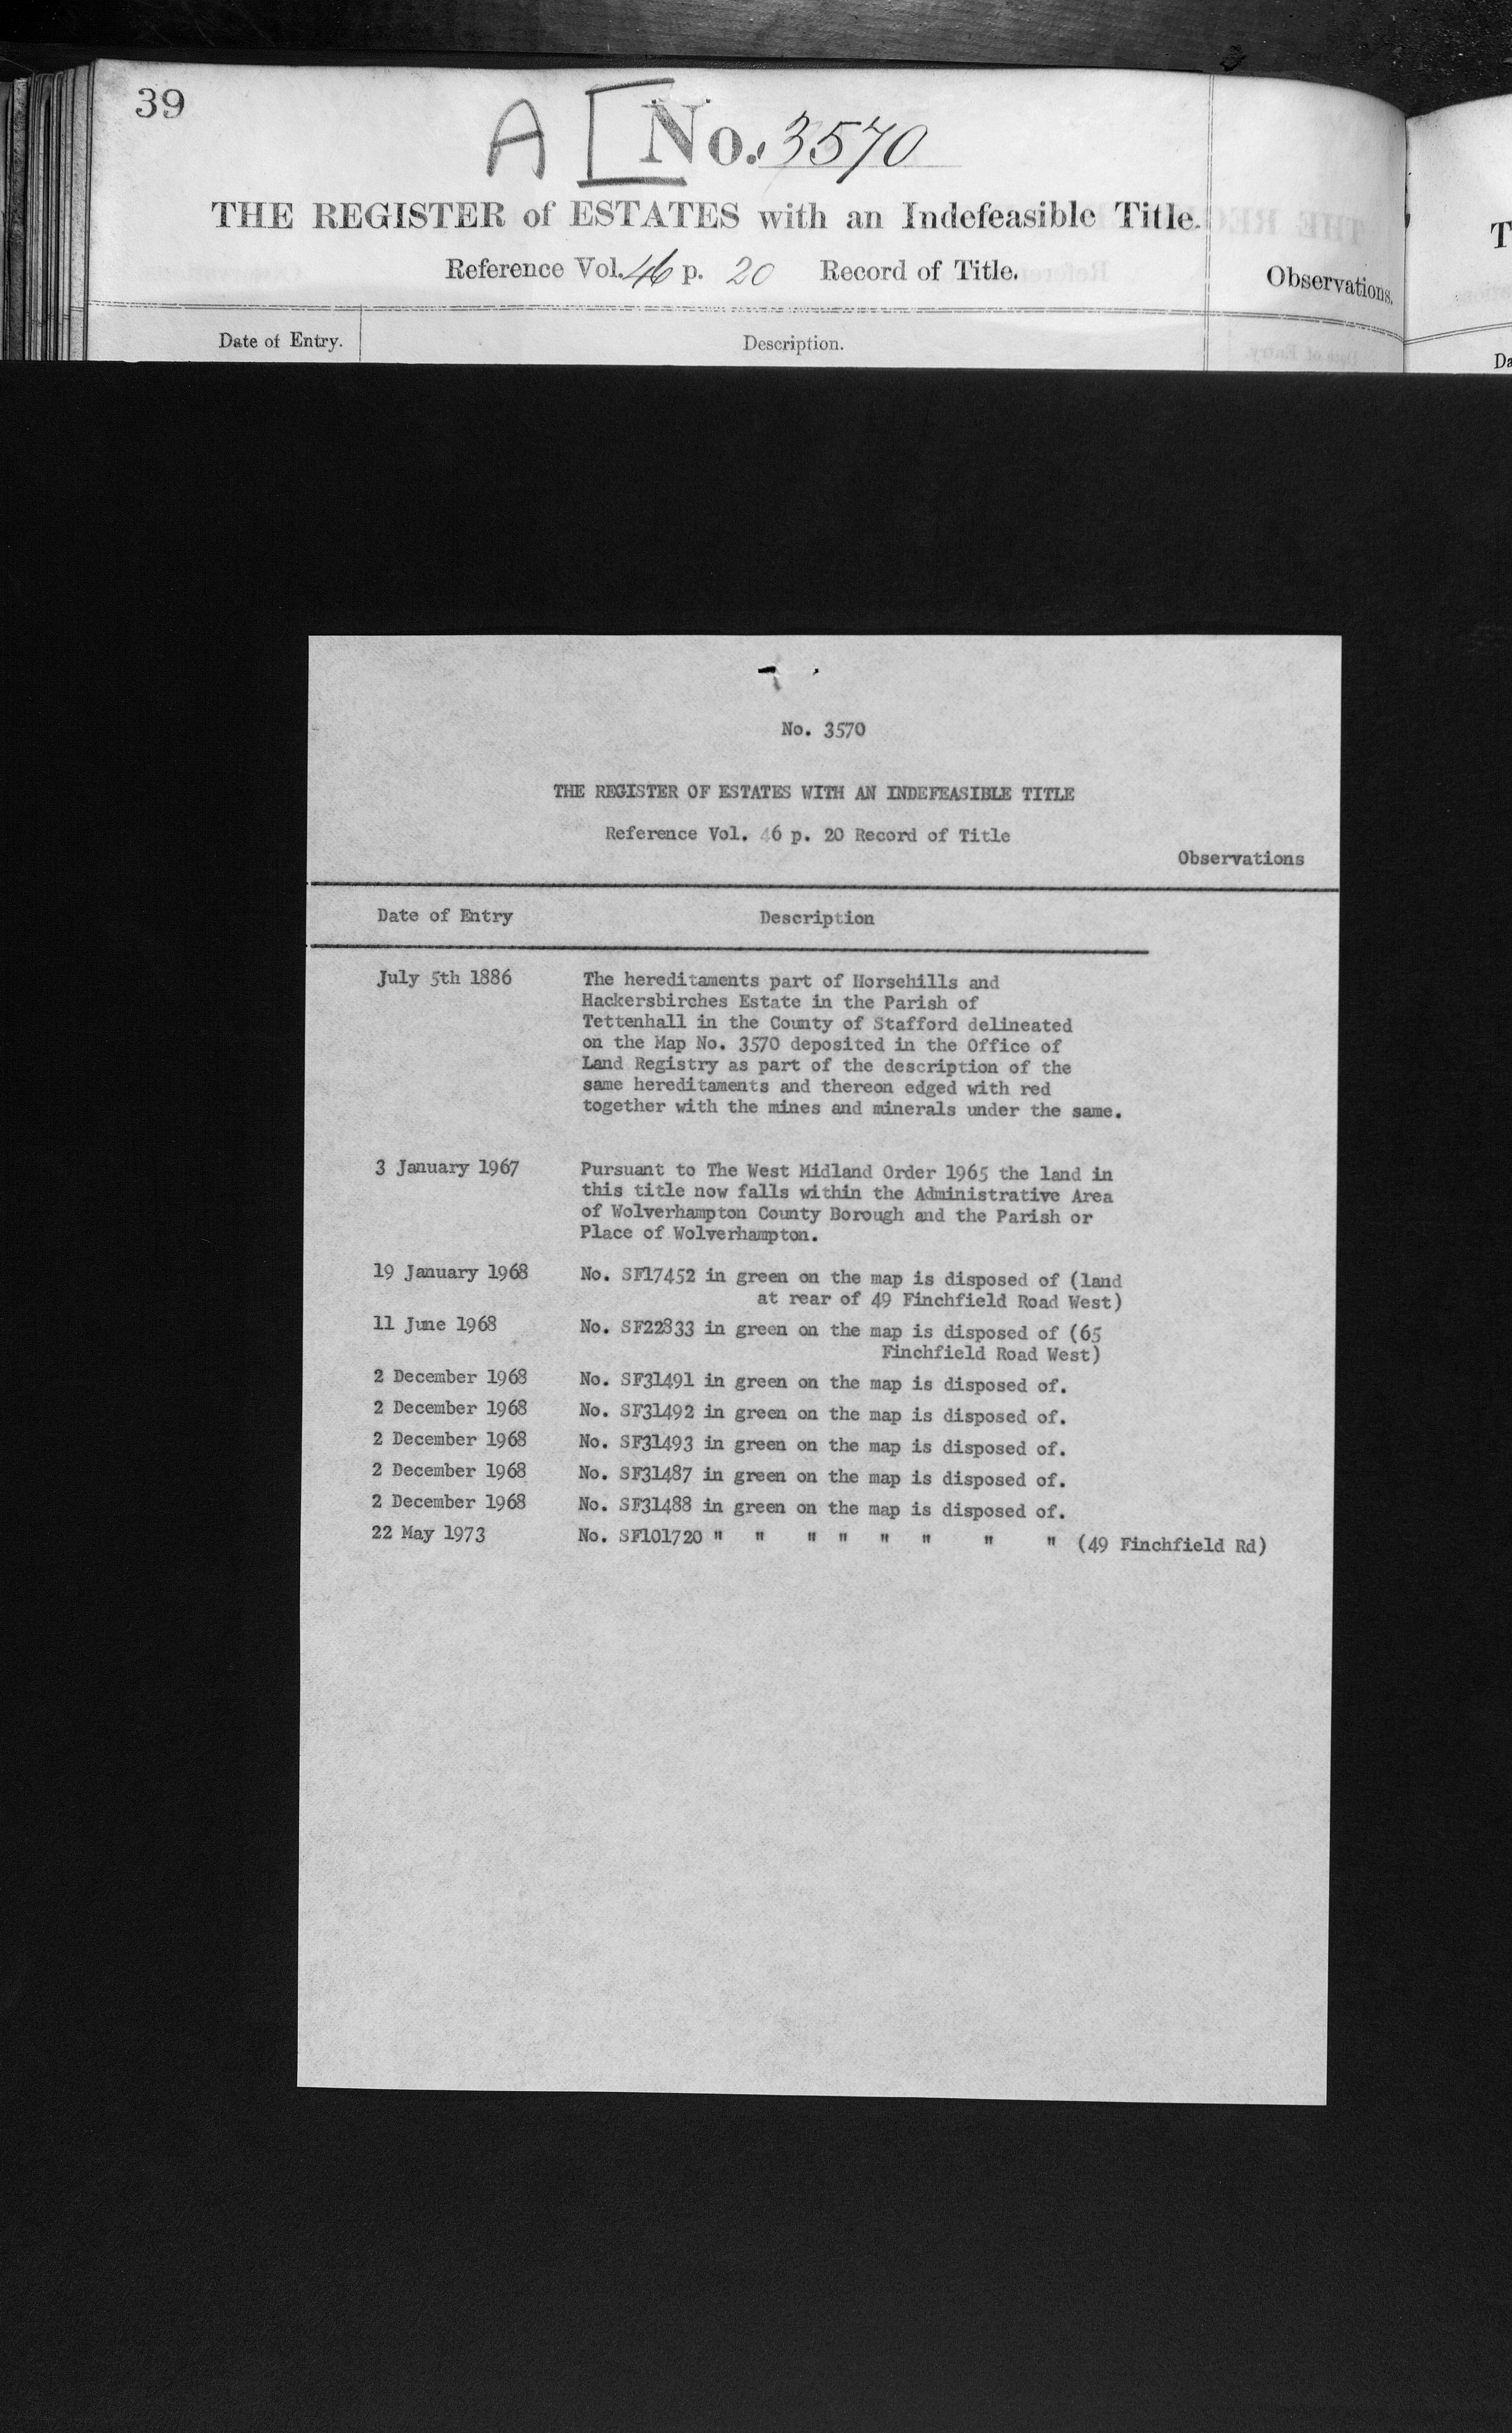 39
A [ No. 3570
THE REGISTER of ESTATES with an Indefeasible Title.
Reference Vol. 46 p. 20 Record of Title.
Observations.
Date of Entry.
Description.
T
Da
No. 3570
THE REGISTER OF ESTATES WITH AN INDEFEASIBLE TITLE
Reference Vol. 46 p. 20 Record of Title
Observations
Date of Entry Description
July 5th 1886 The hereditaments part of Horsehills and
Hackersbirches Estate in the Parish of
Tettenhall in the County of Stafford delineated
on the Map No. 3570 deposited in the Office of
Land Registry as part of the description of the
same hereditaments and thereon edged with red
together with the mines and minerals under the same.
3 January 1967 Pursuant to The West Midland Order 1965 the land in
this title now falls within the Administrative Area
of Wolverhampton County Borough and the Parish or
Place of Wolverhampton.
19 January 1968 No. SF17452 in green on the map is disposed of (land
at rear of 49 Finchfield Road West)
11 June 1968 No. SF22833 in green on the map is disposed of (65
Finchfield Road West)
2 December 1968 No. SF31491 in green on the map is disposed of.
2 December 1968 No. SF31492 in green on the map is disposed of.
2 December 1968 No. SF31493 in green on the map is disposed of.
2 December 1968 No. SF31487 in green on the map is disposed of.
2 December 1968 No. SF31488 in green on the map is disposed of.
22 May 1973 No. SF101720 " " " " " " " " (49 Finchfield Rd)